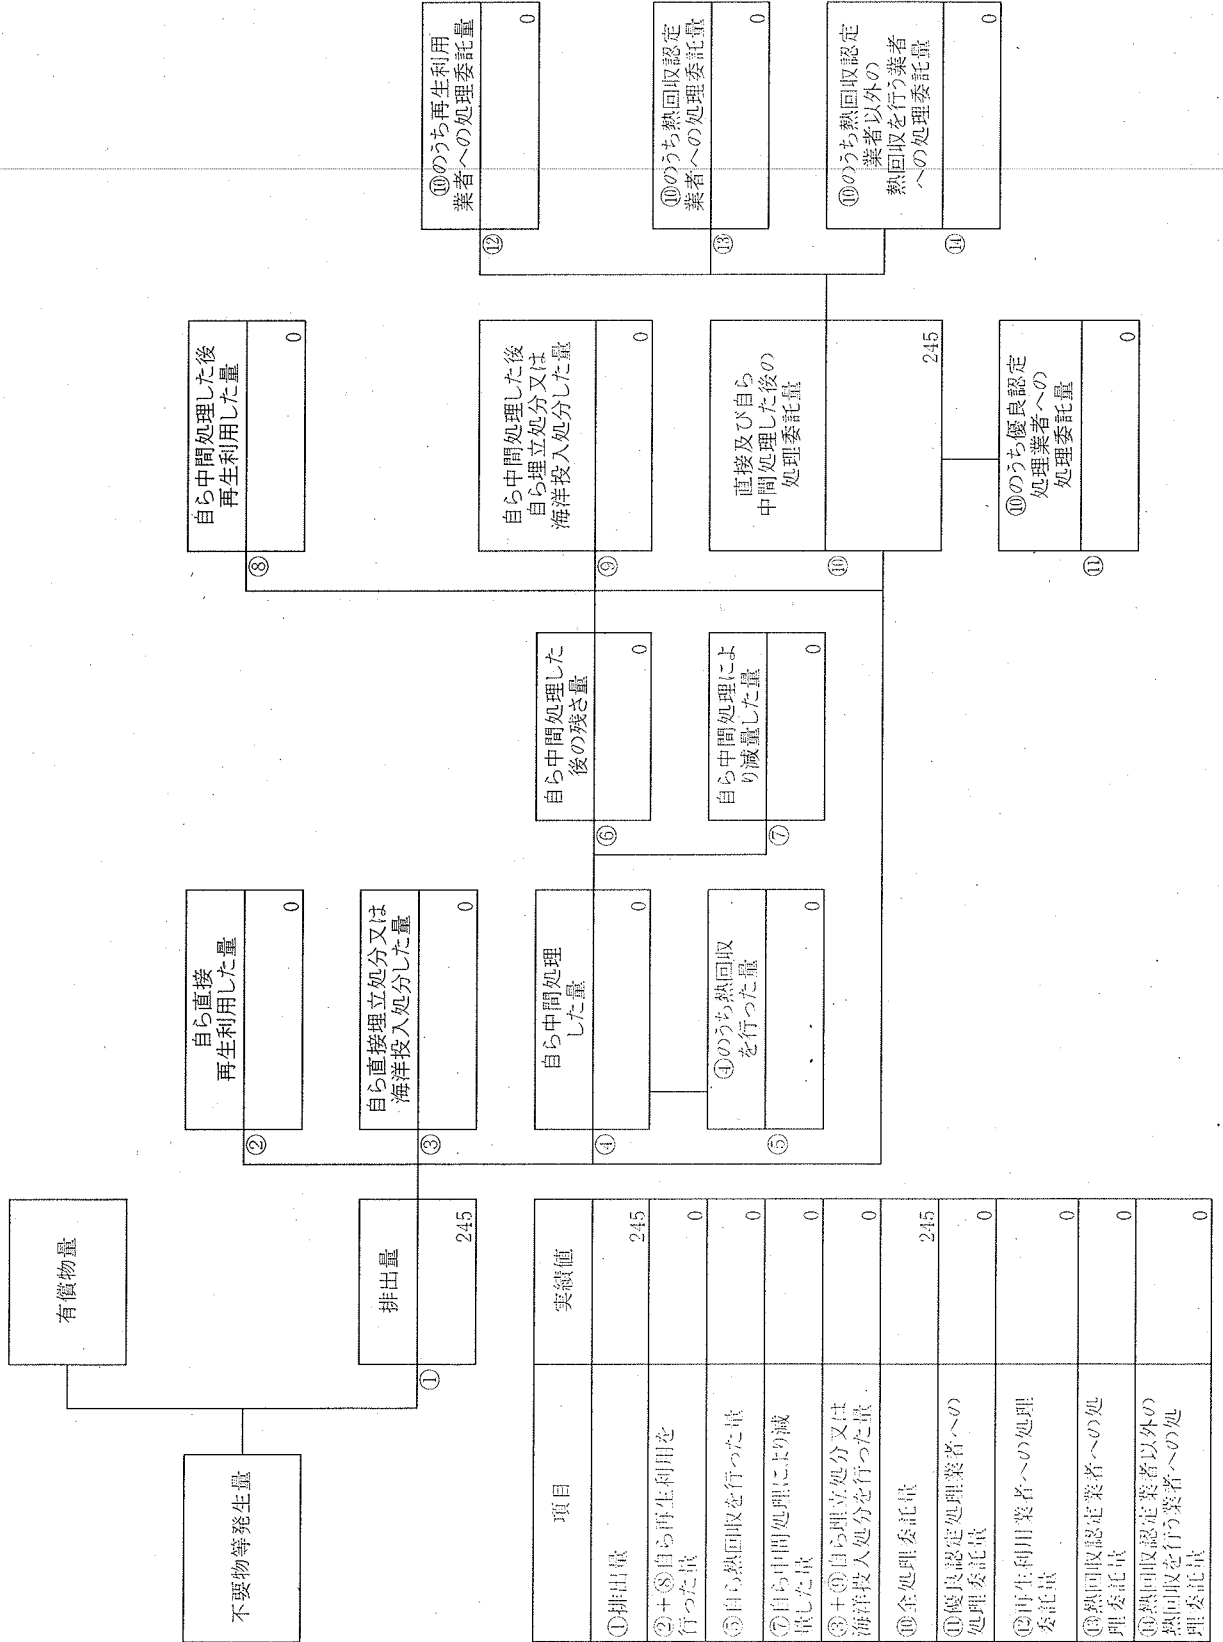 不要物等発生量
有償物量
①
排出量
245
②
自ら直接
再生利用した量
0
③
自ら直接埋立処分又は
海洋投入処分した量
0
④
自ら中間処理
した量
0
⑤
④のうち熱回収
を行った量
0
⑥
自ら中間処理した
後の残さ量
0
⑦
自ら中間処理によ
り減量した量
0
⑧
自ら中間処理した後
再生利用した量
0
⑨
自ら中間処理した後
自ら埋立処分又は
海洋投入処分した量
0
⑩
直接及び自ら
中間処理した後の
処理委託量
245
⑪
⑩のうち優良認定
処理業者への
処理委託量
0
⑫
⑩のうち再生利用
業者への処理委託量
0
⑬
⑩のうち熱回収認定
業者への処理委託量
0
⑭
⑩のうち熱回収認定
業者以外の
熱回収を行う業者
への処理委託量
0
項目 実績値
①排出量 245
②+⑧自ら再生利用を
行った量 0
⑤自ら熱回収を行った量 0
⑦自ら中間処理により減
量した量 0
③+⑨自ら埋立処分又は
海洋投入処分を行った量 0
⑩全処理委託量 245
⑪優良認定処理業者への
処理委託量 0
⑫再生利用業者への処理
委託量 0
⑬熱回収認定業者への処
理委託量 0
⑭熱回収認定業者以外の
熱回収を行う業者への処
理委託量 0